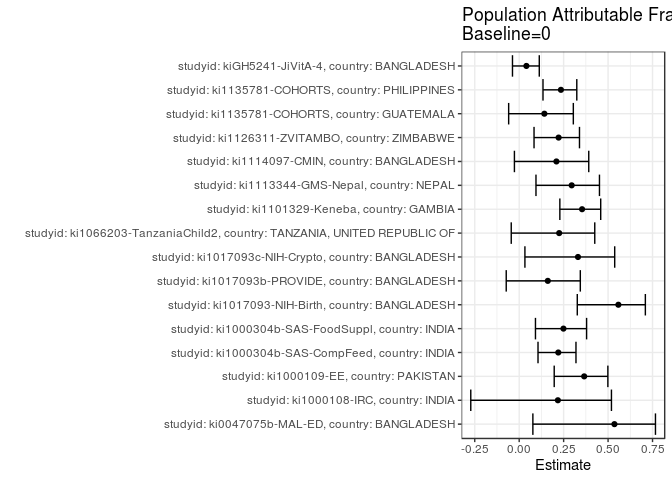 Population Attributable Fra
Baseline=0
studyid: kiGH5241-JiVitA-4, country: BANGLADESH
studyid: ki1135781-COHORTS, country: PHILIPPINES
studyid: ki1135781-COHORTS, country: GUATEMALA
studyid: ki1126311-ZVITAMBO, country: ZIMBABWE
studyid: ki1114097-CMIN, country: BANGLADESH
studyid: ki1113344-GMS-Nepal, country: NEPAL
studyid: ki1101329-Keneba, country: GAMBIA
studyid: ki1066203-TanzaniaChild2, country: TANZANIA, UNITED REPUBLIC OF
studyid: ki1017093c-NIH-Crypto, country: BANGLADESH
studyid: ki1017093b-PROVIDE, country: BANGLADESH
studyid: ki1017093-NIH-Birth, country: BANGLADESH
studyid: ki1000304b-SAS-FoodSuppl, country: INDIA
studyid: ki1000304b-SAS-CompFeed, country: INDIA
studyid: ki1000109-EE, country: PAKISTAN
studyid: ki1000108-IRC, country: INDIA
studyid: ki0047075b-MAL-ED, country: BANGLADESH
-0.25 0.00 0.25 0.50 0.75
Estimate